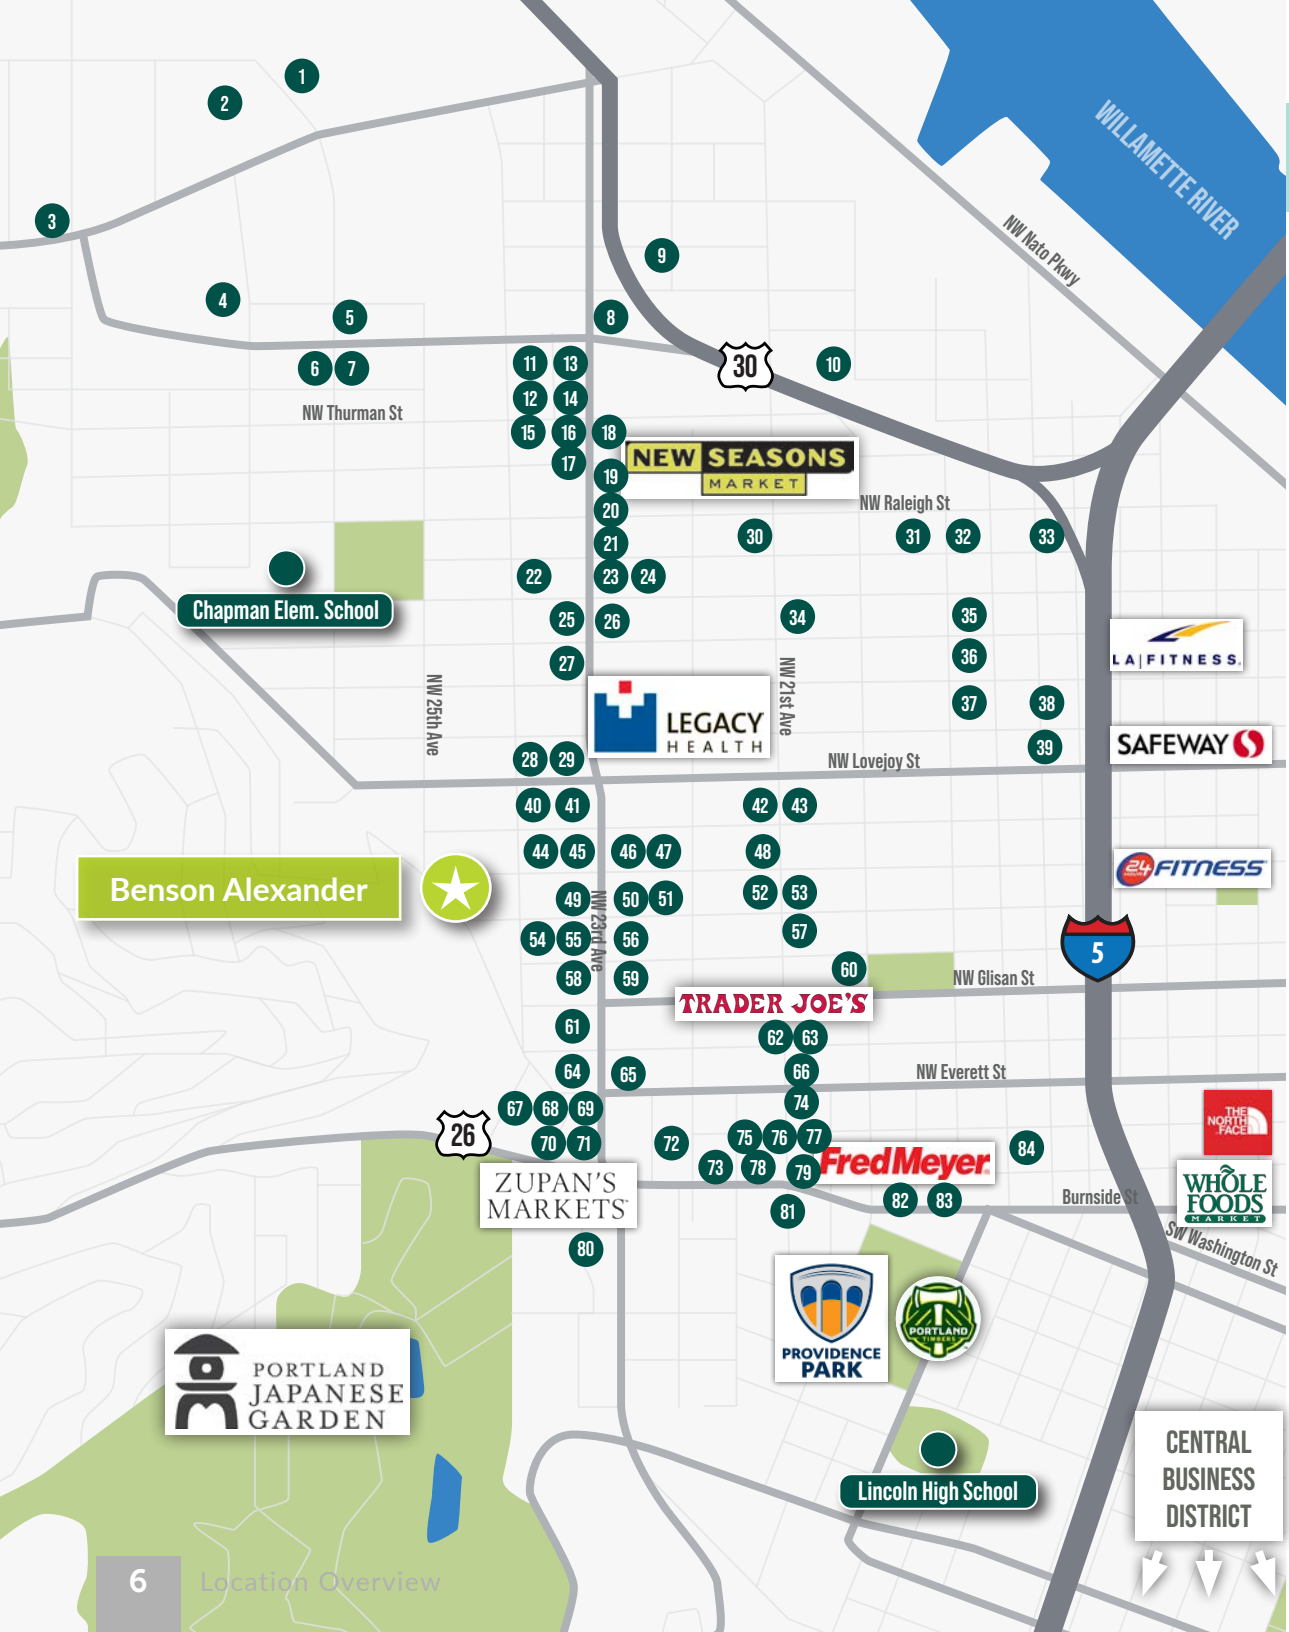 1
2
WILLAMETTE RIVER
3
NW Nato Pkwy
9
4
5
8
30
10
6
7
11
13
NW Thurman St
12
14
15
16
18
17
NEW SEASONS
MARKET
19
NW Raleigh St
20
21
30
31
32
33
22
23
24
Chapman Elem. School
25
26
34
35
27
36
LA|FITNESS.
NW 25th Ave
NW 21st Ave
37
38
LEGACY
HEALTH
39
SAFEWAY
28
29
NW Lovejoy St
40
41
42
43
44
45
46
47
48
24
HOUR
FITNESS
Benson Alexander
49
50
51
52
53
NW 23rd Ave
54
55
56
57
5
58
59
60
NW Glisan St
TRADER JOE'S
61
62
63
64
65
66
NW Everett St
67
68
69
74
26
70
71
72
75
76
77
84
THE
NORTH
FACE
73
78
79
FredMeyer
ZUPAN'S
MARKETS
82
83
Burnside St
WHOLE
FOODS
MARKET
81
SW Washington St
80
PROVIDENCE
PARK
PORTLAND
TIMBERS
PORTLAND
JAPANESE
GARDEN
Lincoln High School
CENTRAL
BUSINESS
DISTRICT
6
Location Overview